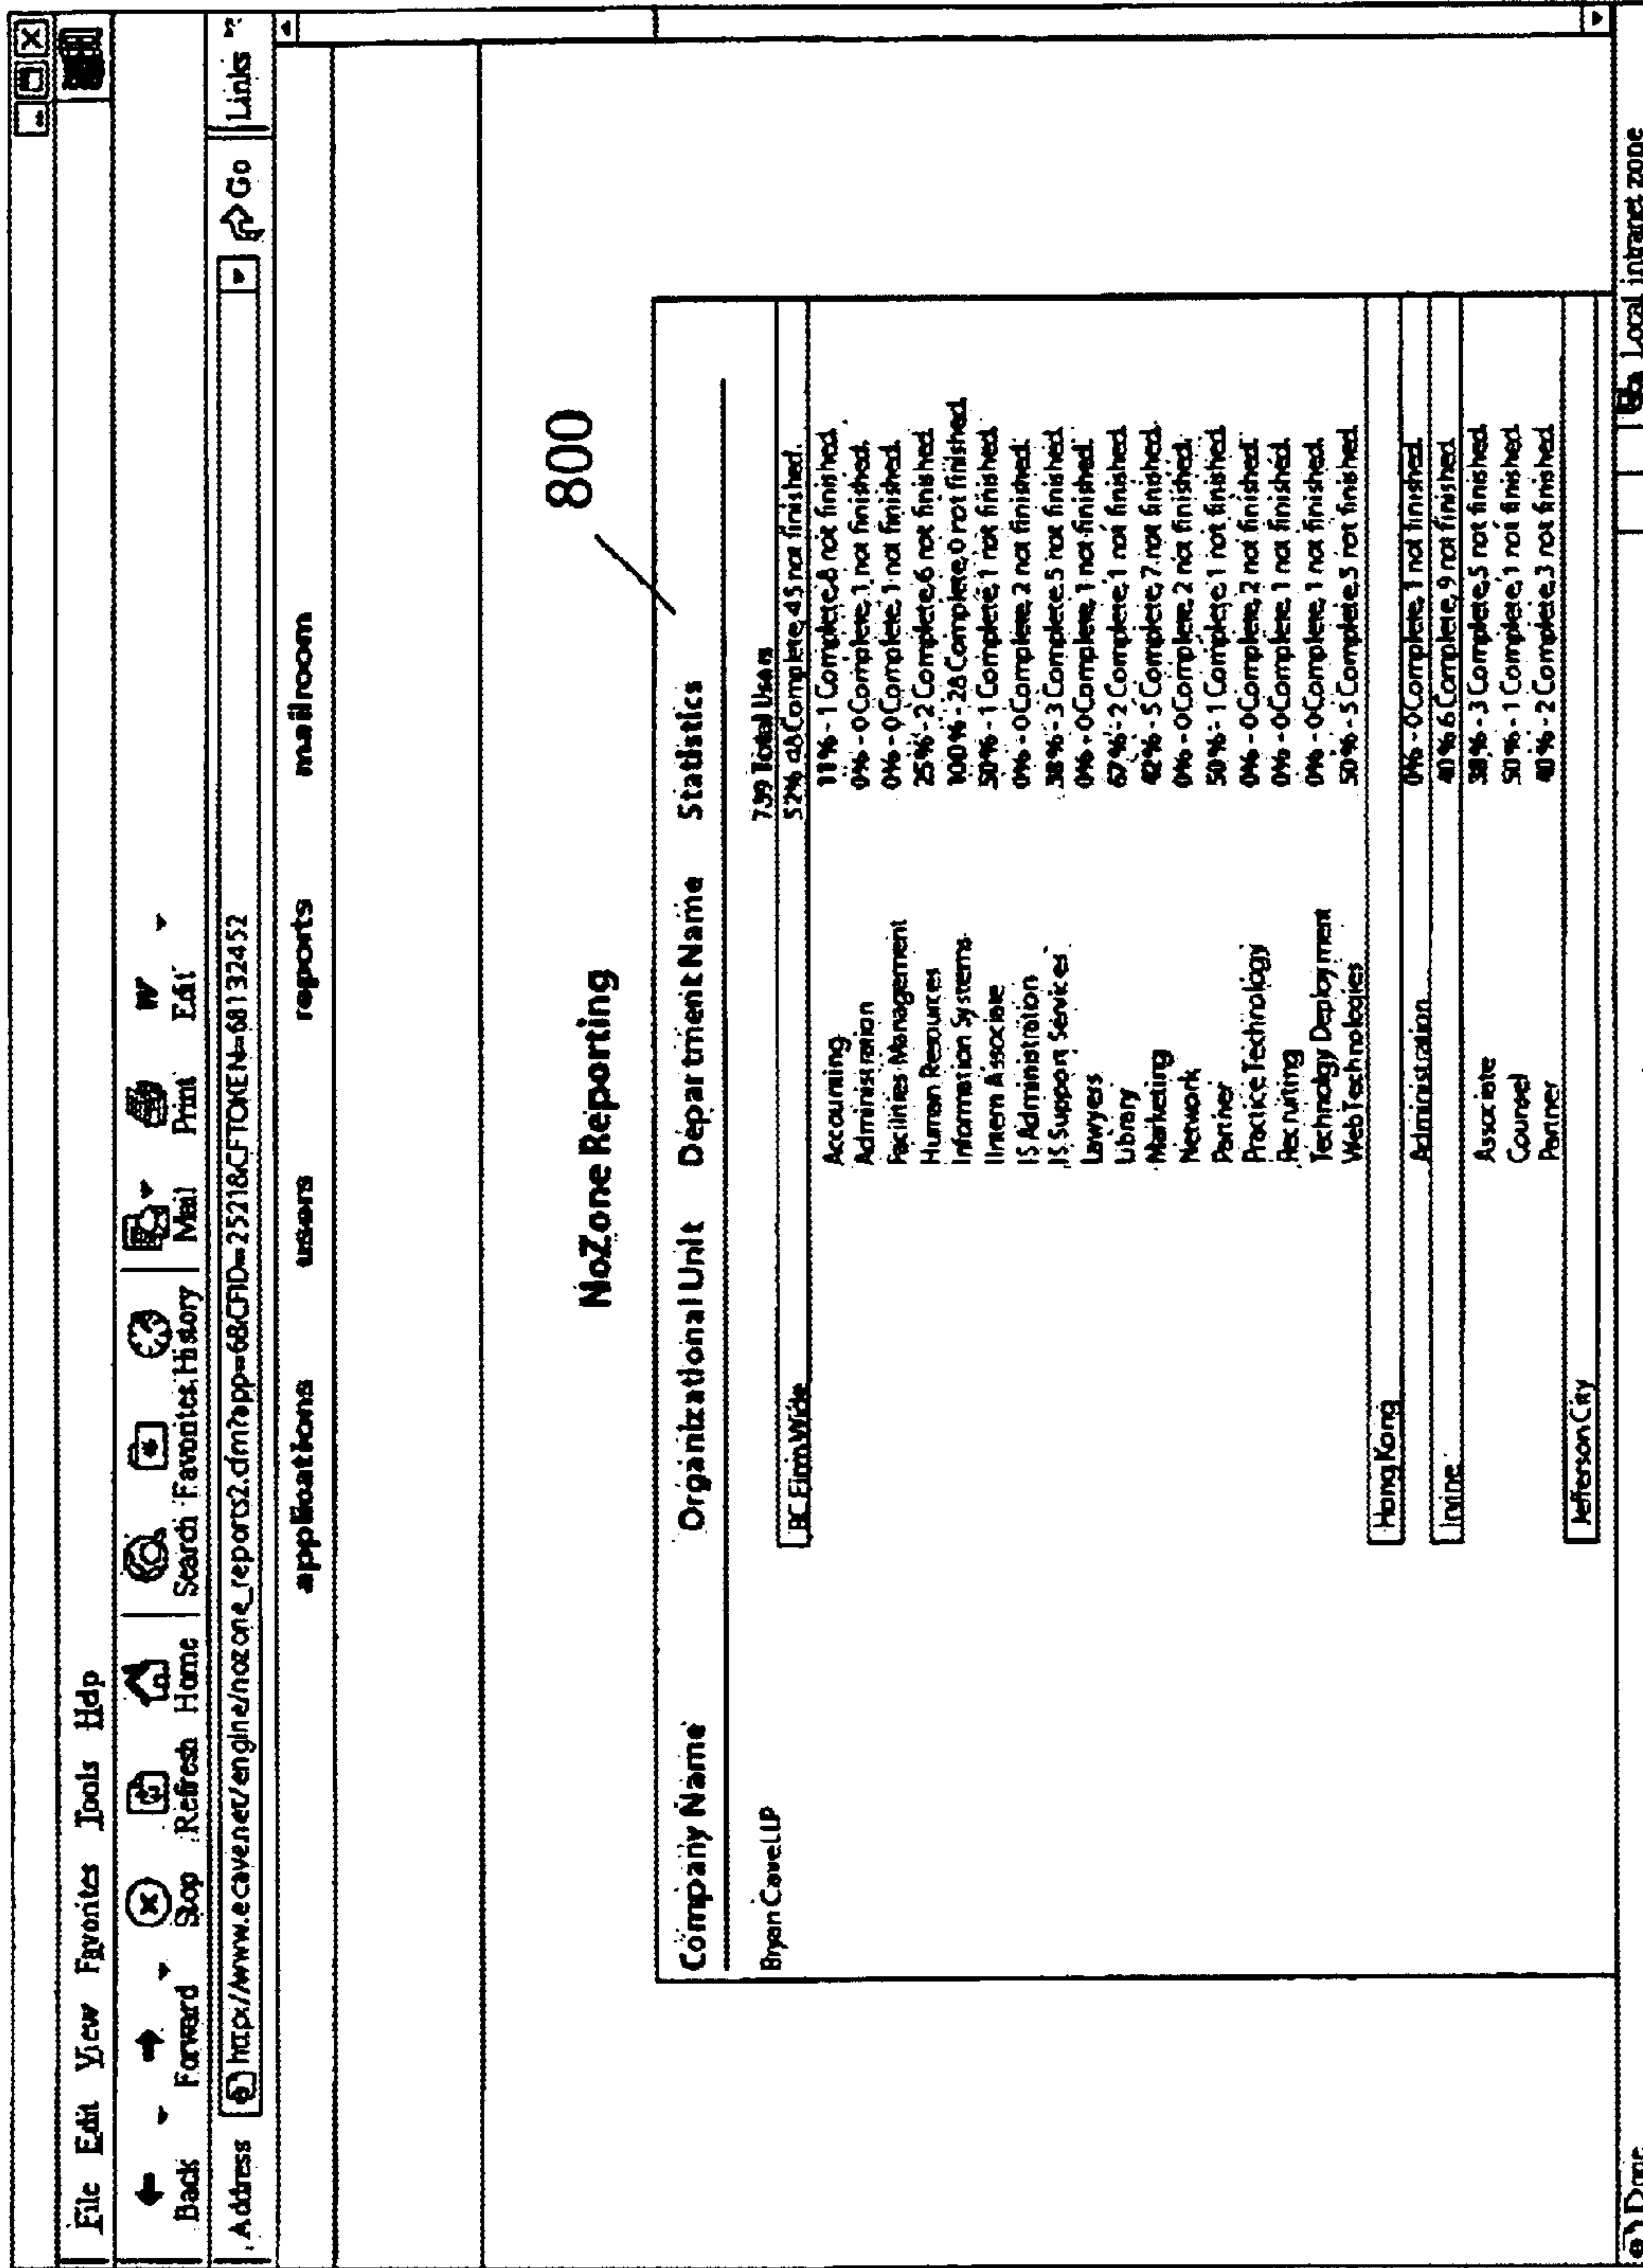 File Edit View Favorites Tools Help
Back Forward Stop Refresh Home Search Favorites History Mail Print Edit
Address http://www.ecavenet/engine/nozone_reports2.cfm?app=68CFID=25218&CFTOKEN=68132452 Go Links
applications users reports mailroom
NoZone Reporting
800
Company Name Organizational Unit Department Name Statistics
Bryan Cave LLP 739 Total Users
BC Firm Wide 52% 48 Complete, 45 not finished.
Accounting 11% - 1 Complete, 8 not finished.
Administration 0% - 0 Complete, 1 not finished.
Facilities Management 0% - 0 Complete, 1 not finished.
Human Resources 25% - 2 Complete, 6 not finished.
Information Systems 100% - 28 Complete, 0 not finished.
Intern Associate 50% - 1 Complete, 1 not finished.
IS Administration 0% - 0 Complete, 2 not finished.
IS Support Services 38% - 3 Complete, 5 not finished.
Lawyers 0% - 0 Complete, 1 not finished.
Library 67% - 2 Complete, 1 not finished.
Marketing 42% - 5 Complete, 7 not finished.
Network 0% - 0 Complete, 2 not finished.
Partner 50% - 1 Complete, 1 not finished.
Practice Technology 0% - 0 Complete, 2 not finished.
Recruiting 0% - 0 Complete, 1 not finished.
Technology Deployment 0% - 0 Complete, 1 not finished.
Web Technologies 50% - 5 Complete, 5 not finished.
Hong Kong
Administration 0% - 0 Complete, 1 not finished.
Irvine 40% 6 Complete, 9 not finished.
Associate 38% - 3 Complete, 5 not finished.
Counsel 50% - 1 Complete, 1 not finished.
Partner 40% - 2 Complete, 3 not finished.
Jefferson City
Done Local intranet zone